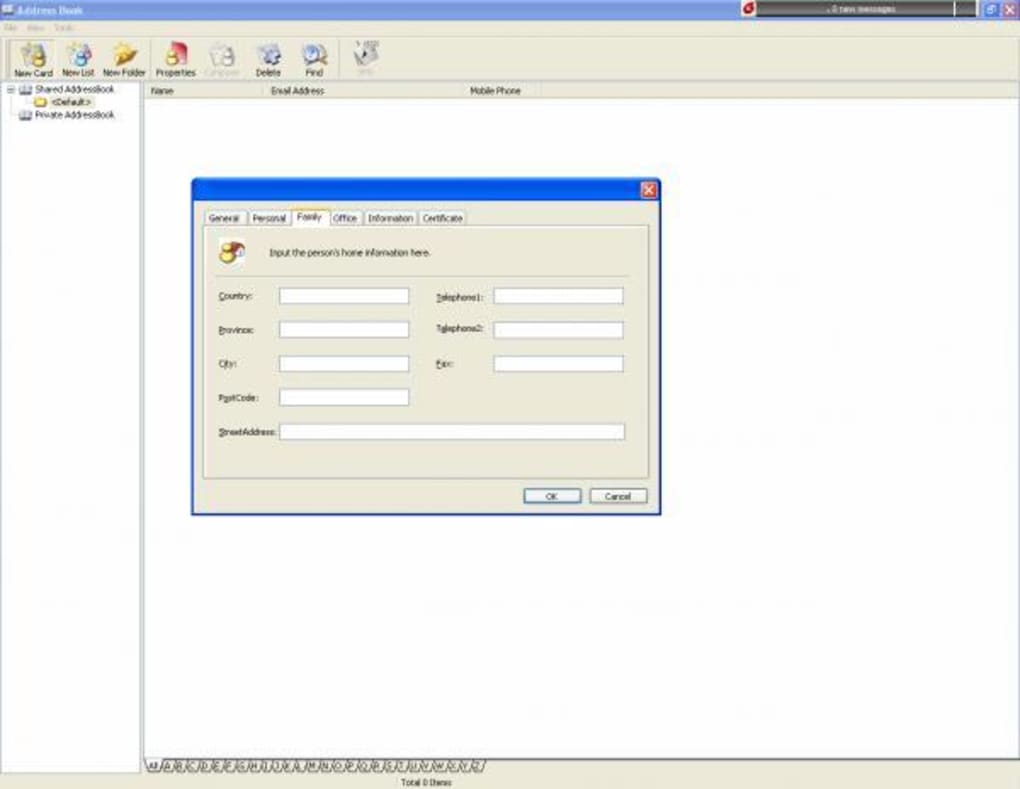 Address Book
0 new messages
File View Tools
New Card New List New Folder Properties Delete Find
Shared AddressBook
<Default>
Private AddressBook
Name Email Address Mobile Phone
General Personal Family Office Information Certificate
Input the person's home information here.
Country: Telephone1:
Province: Telephone2:
City: Fax:
PostCode:
StreetAddress:
OK Cancel
All A B C D E F G H I J K L M N O P Q R S T U V W X Y Z
Total 0 Items